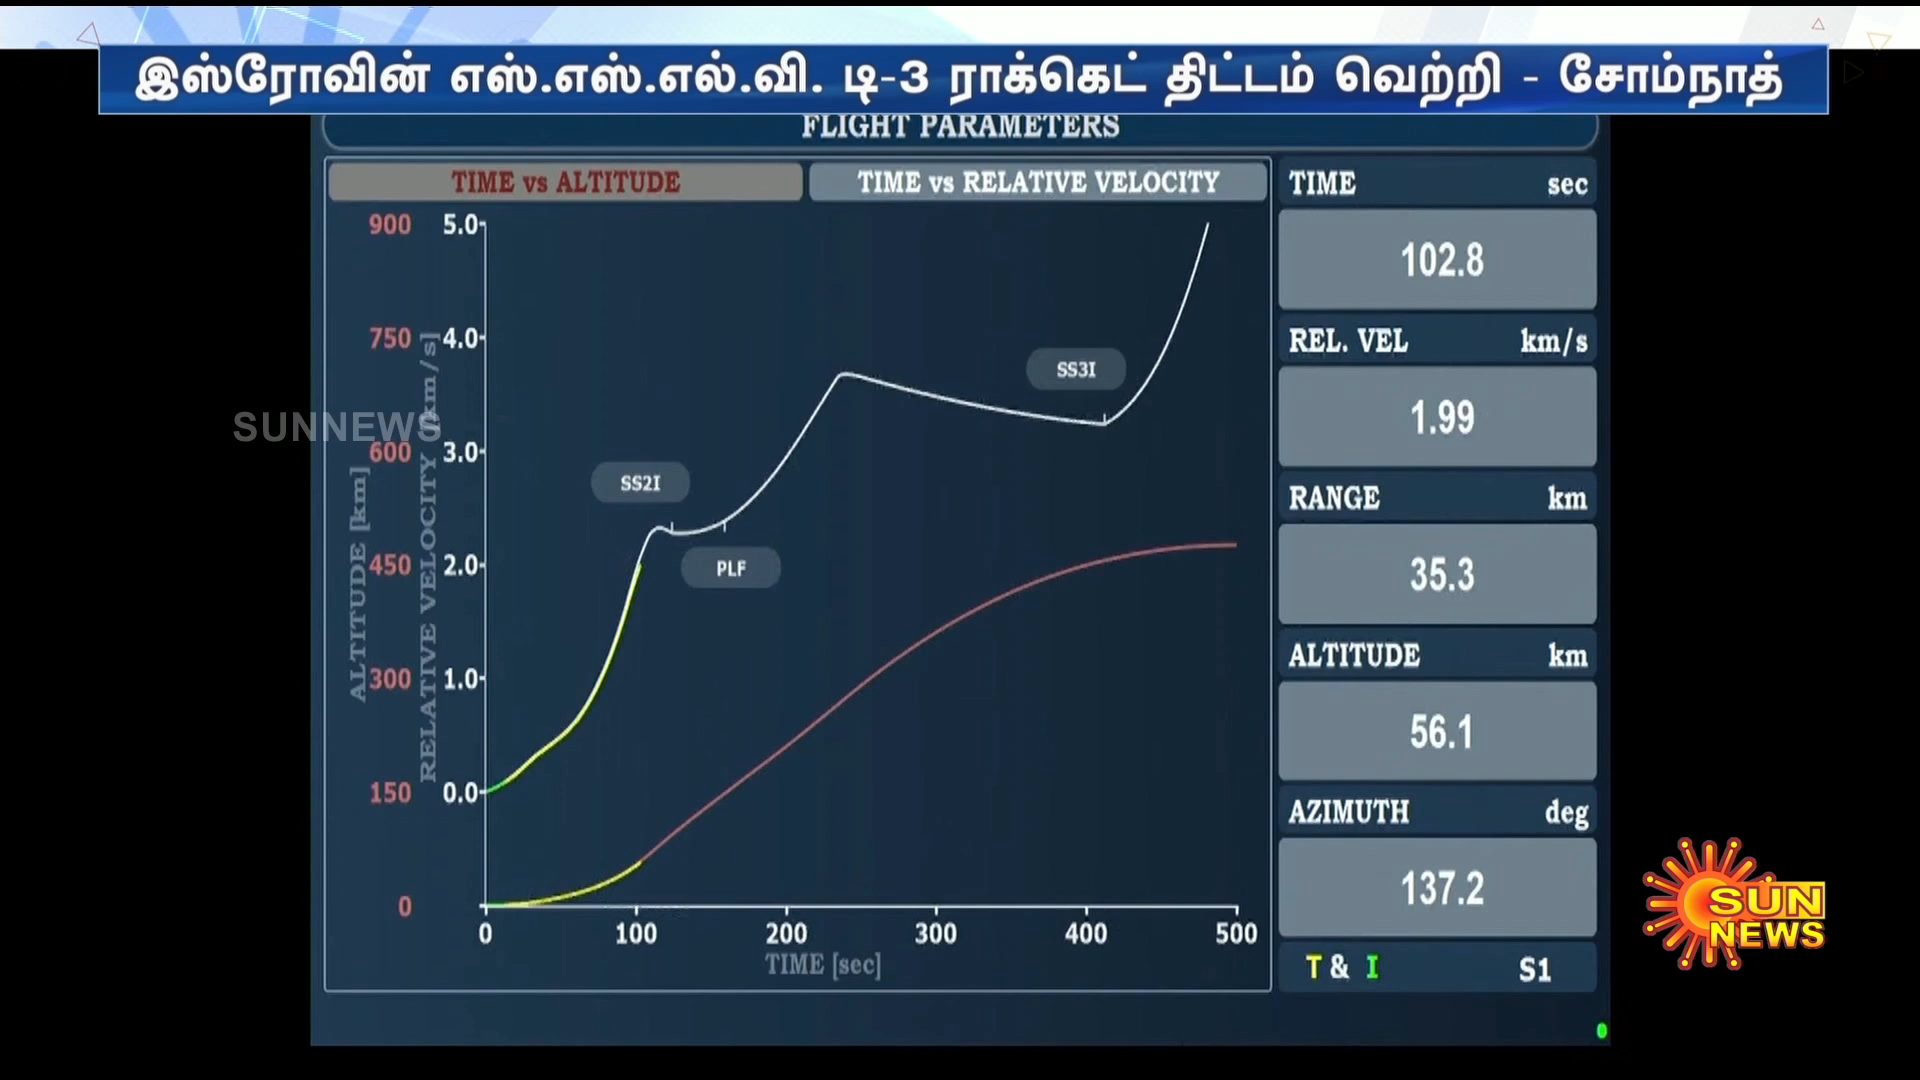 இஸ்ரோவின் எஸ்.எஸ்.எல்.வி. டி-3 ராக்கெட் திட்டம் வெற்றி - சோம்நாத்
FLIGHT PARAMETERS
TIME vs ALTITUDE
TIME vs RELATIVE VELOCITY
900
750
600
450
300
150
0
ALTITUDE [km]
5.0
4.0
3.0
2.0
1.0
0.0
RELATIVE VELOCITY [km/s]
SS2I
PLF
SS3I
0 100 200 300 400 500
TIME [sec]
TIME sec
102.8
REL. VEL km/s
1.99
RANGE km
35.3
ALTITUDE km
56.1
AZIMUTH deg
137.2
T & I S1
0
SUNNEWS
SUN
NEWS